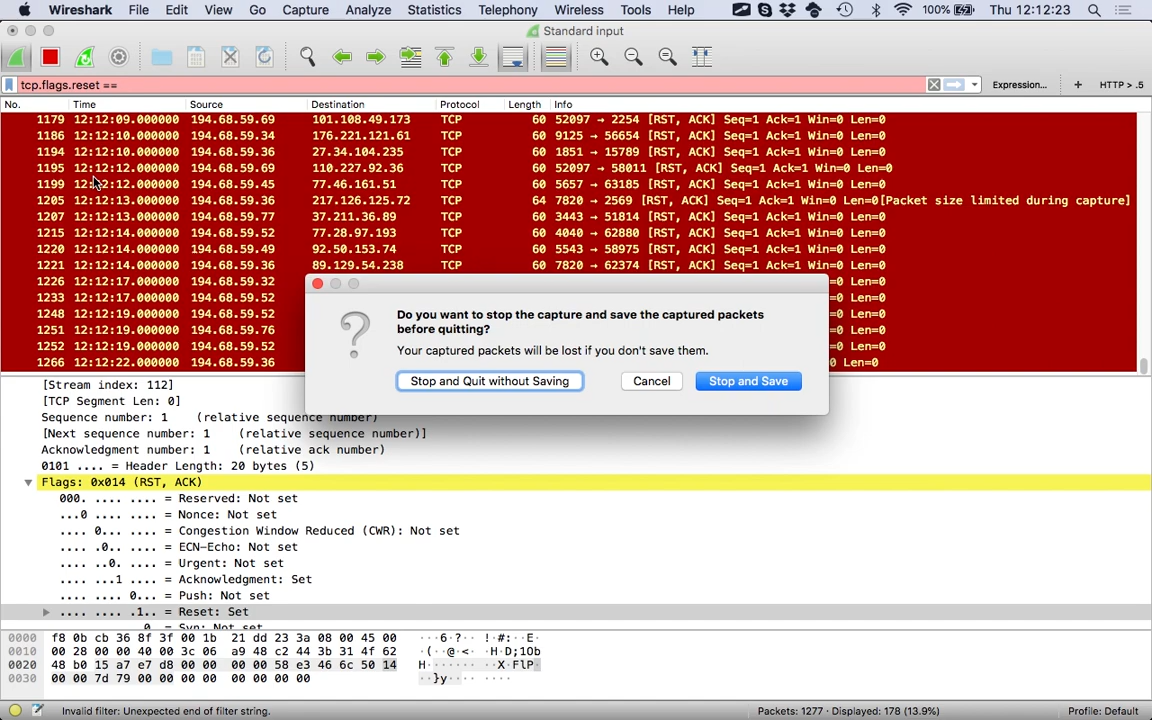 Wireshark File Edit View Go Capture Analyze Statistics Telephony Wireless Tools Help 100% Thu 12:12:23
Standard input
tcp.flags.reset == Expression... + HTTP > .5
No. Time Source Destination Protocol Length Info
1179 12:12:09.000000 194.68.59.69 101.108.49.173 TCP 60 52097 → 2254 [RST, ACK] Seq=1 Ack=1 Win=0 Len=0
1186 12:12:10.000000 194.68.59.34 176.221.121.61 TCP 60 9125 → 56654 [RST, ACK] Seq=1 Ack=1 Win=0 Len=0
1194 12:12:10.000000 194.68.59.36 27.34.104.235 TCP 60 1851 → 15789 [RST, ACK] Seq=1 Ack=1 Win=0 Len=0
1195 12:12:12.000000 194.68.59.69 110.227.92.36 TCP 60 52097 → 58011 [RST, ACK] Seq=1 Ack=1 Win=0 Len=0
1199 12:12:12.000000 194.68.59.45 77.46.161.51 TCP 60 5657 → 63185 [RST, ACK] Seq=1 Ack=1 Win=0 Len=0
1205 12:12:13.000000 194.68.59.36 217.126.125.72 TCP 64 7820 → 2569 [RST, ACK] Seq=1 Ack=1 Win=0 Len=0[Packet size limited during capture]
1207 12:12:13.000000 194.68.59.77 37.211.36.89 TCP 60 3443 → 51814 [RST, ACK] Seq=1 Ack=1 Win=0 Len=0
1215 12:12:14.000000 194.68.59.52 77.28.97.193 TCP 60 4040 → 62880 [RST, ACK] Seq=1 Ack=1 Win=0 Len=0
1220 12:12:14.000000 194.68.59.49 92.50.153.74 TCP 60 5543 → 58975 [RST, ACK] Seq=1 Ack=1 Win=0 Len=0
1221 12:12:14.000000 194.68.59.36 89.129.54.238 TCP 60 7820 → 62374 [RST, ACK] Seq=1 Ack=1 Win=0 Len=0
1226 12:12:17.000000 194.68.59.32 =0 Len=0
1233 12:12:17.000000 194.68.59.52 =0 Len=0
1248 12:12:19.000000 194.68.59.52 =0 Len=0
1251 12:12:19.000000 194.68.59.76 =0 Len=0
1252 12:12:19.000000 194.68.59.52 =0 Len=0
1266 12:12:22.000000 194.68.59.36 0 Len=0
Do you want to stop the capture and save the captured packets
before quitting?
Your captured packets will be lost if you don't save them.
Stop and Quit without Saving Cancel Stop and Save
[Stream index: 112]
[TCP Segment Len: 0]
Sequence number: 1 (relative sequence number)
[Next sequence number: 1 (relative sequence number)]
Acknowledgment number: 1 (relative ack number)
0101 .... = Header Length: 20 bytes (5)
Flags: 0x014 (RST, ACK)
000. .... .... = Reserved: Not set
...0 .... .... = Nonce: Not set
.... 0... .... = Congestion Window Reduced (CWR): Not set
.... .0.. .... = ECN-Echo: Not set
.... ..0. .... = Urgent: Not set
.... ...1 .... = Acknowledgment: Set
.... .... 0... = Push: Not set
.... .... .1.. = Reset: Set
0. = Syn: Not set
0000 f8 0b cb 36 8f 3f 00 1b 21 dd 23 3a 08 00 45 00 ···6·?·· !·#:··E·
0010 00 28 00 00 40 00 3c 06 a9 48 c2 44 3b 31 4f 62 ·(··@·<· ·H·D;1Ob
0020 48 b0 15 a7 e7 d8 00 00 00 00 58 e3 46 6c 50 14 H······· ··X·FlP·
0030 00 00 7d 79 00 00 00 00 00 00 00 00 ··}y···· ····
Invalid filter: Unexpected end of filter string. Packets: 1277 · Displayed: 178 (13.9%) Profile: Default